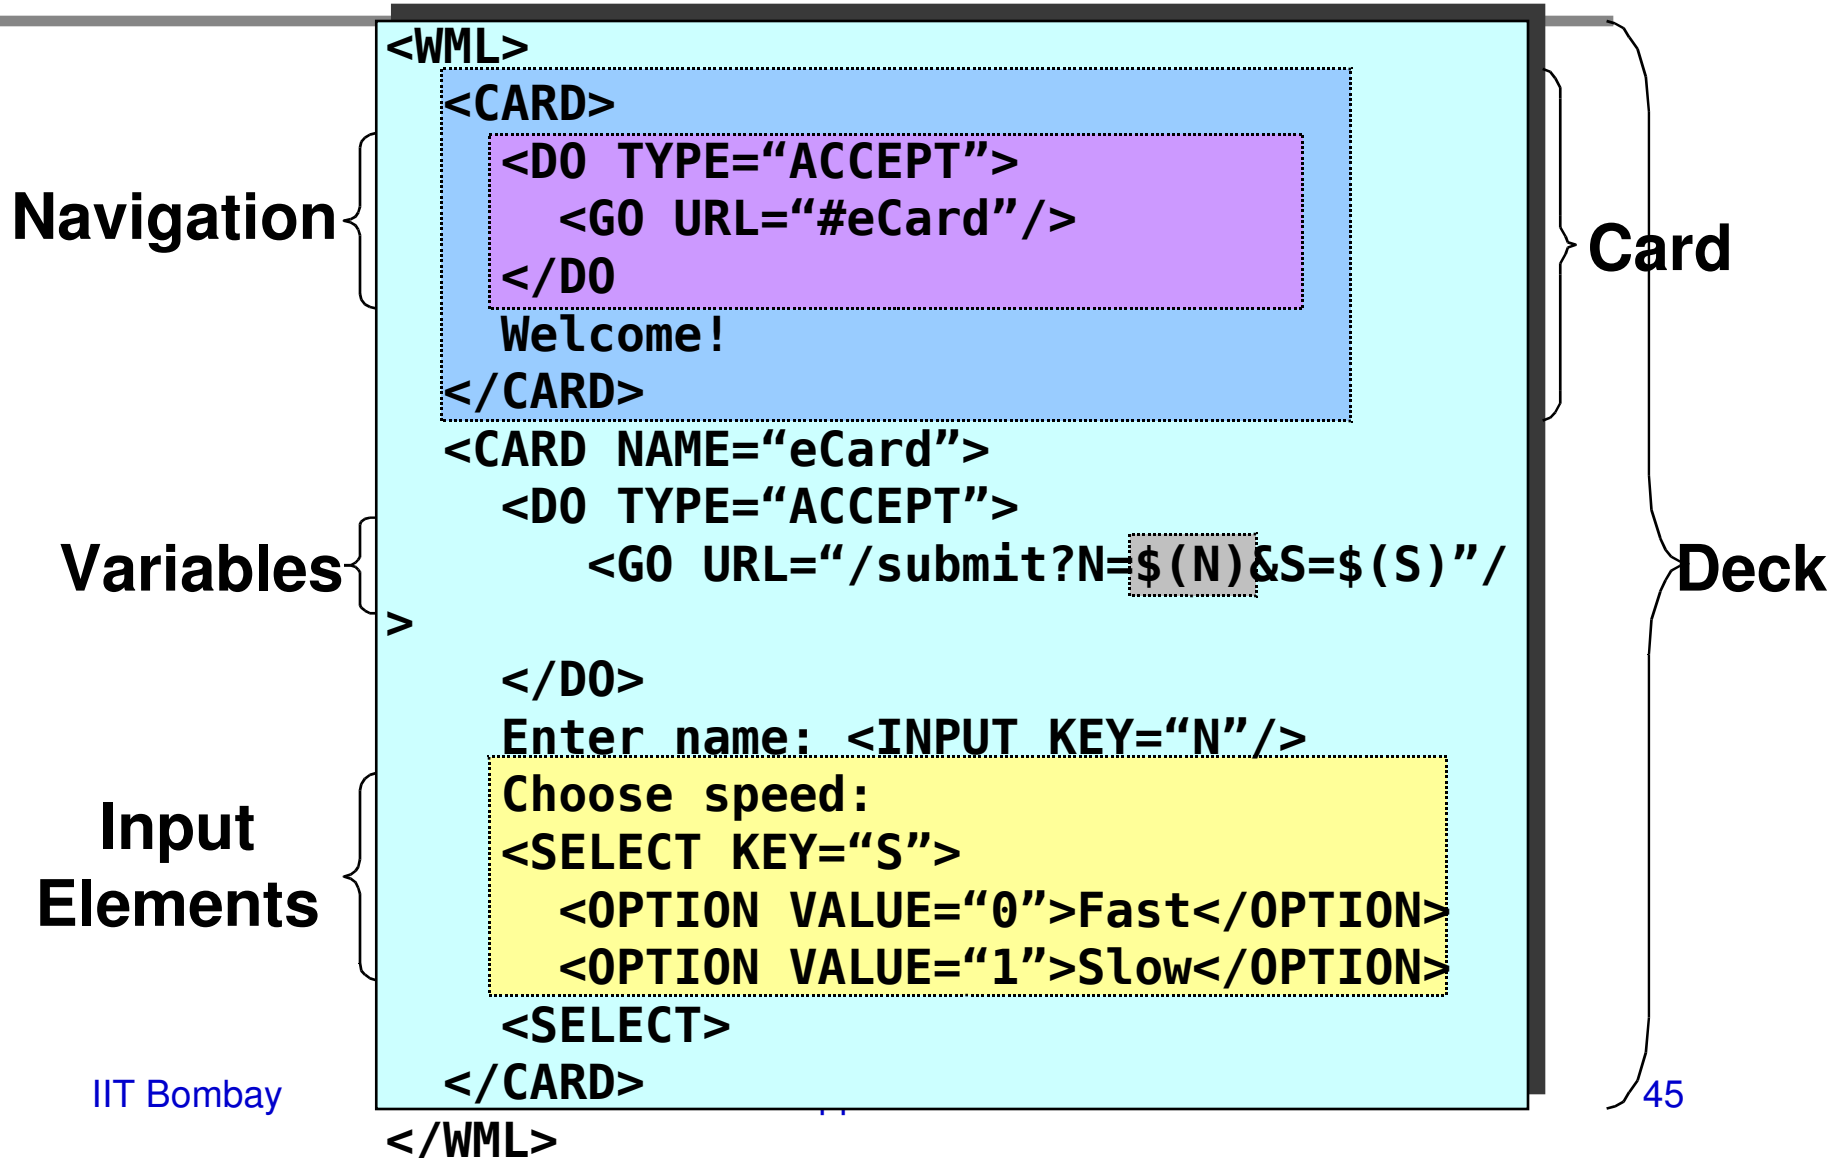 <WML>
<CARD>
<DO TYPE=“ACCEPT”>
<GO URL=“#eCard”/>
</DO
Welcome!
</CARD>
<CARD NAME=“eCard”>
<DO TYPE=“ACCEPT”>
<GO URL=“/submit?N=$(N)&S=$(S)”/
>
</DO>
Enter name: <INPUT KEY=“N”/>
Choose speed:
<SELECT KEY=“S”>
<OPTION VALUE=“0”>Fast</OPTION>
<OPTION VALUE=“1”>Slow</OPTION>
<SELECT>
</CARD>
</WML>
Navigation
Variables
Input
Elements
Card
Deck
IIT Bombay
45